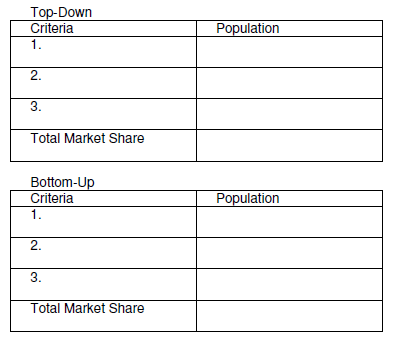 Top-Down
Criteria Population
1.
2.
3.
Total Market Share
Bottom-Up
Criteria Population
1.
2.
3.
Total Market Share